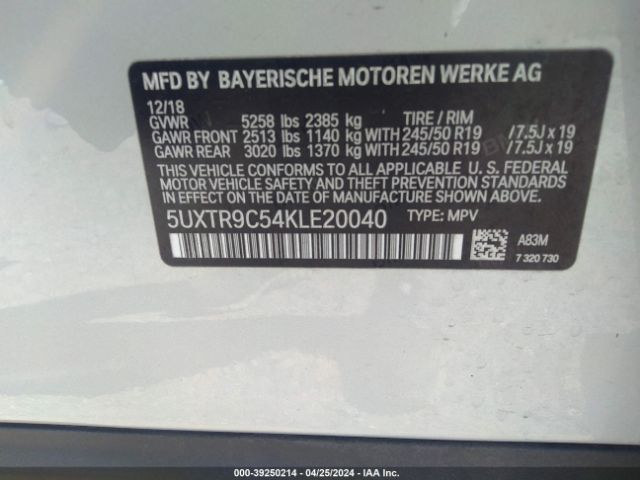 MFD BY BAYERISCHE MOTOREN WERKE AG
12/18
GVWR 5258 lbs 2385 kg TIRE / RIM
GAWR FRONT 2513 lbs 1140 kg WITH 245/50 R19 /7.5J x 19
GAWR REAR 3020 lbs 1370 kg WITH 245/50 R19 /7.5J x 19
THIS VEHICLE CONFORMS TO ALL APPLICABLE U. S. FEDERAL
MOTOR VEHICLE SAFETY STANDARDS IN EFFECT ON THE
DATE OF MANUFACTURE SHOWN ABOVE.
5UXTR9C54KLE20040 TYPE: MPV
A83M
7 320 730
000-39250214 - 04/25/2024 - IAA Inc.